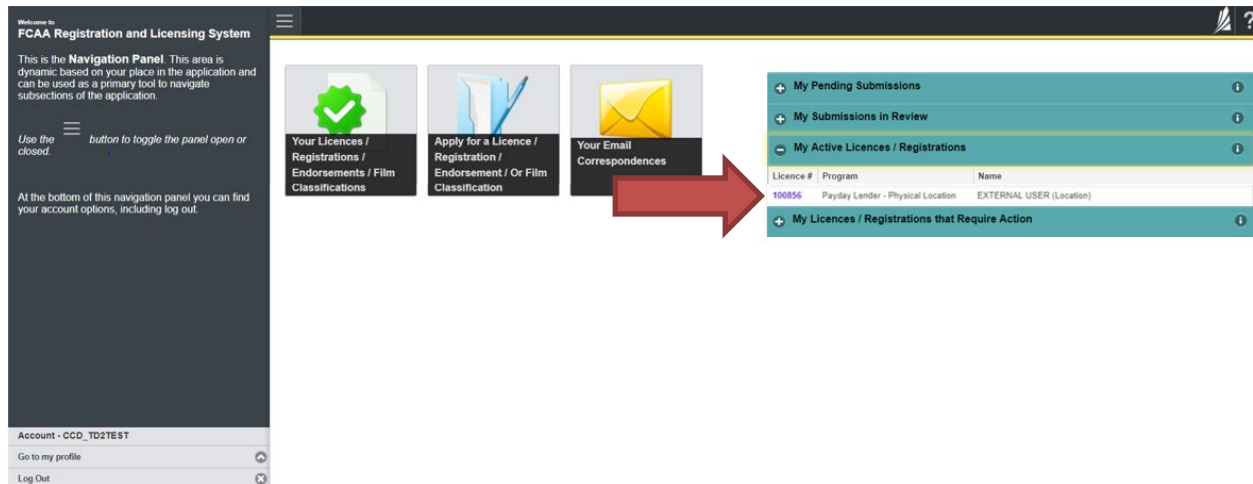 Welcome to
FCAA Registration and Licensing System
This is the Navigation Panel. This area is
dynamic based on your place in the application and
can be used as a primary tool to navigate
subsections of the application.
Use the button to toggle the panel open or
closed.
At the bottom of this navigation panel you can find
your account options, including log out.
Account - CCD_TD2TEST
Go to my profile
Log Out
?
Your Licences /
Registrations /
Endorsements / Film
Classifications
Apply for a Licence /
Registration /
Endorsement / Or Film
Classification
Your Email
Correspondences
My Pending Submissions
My Submissions in Review
My Active Licences / Registrations
Licence # Program Name
100856 Payday Lender - Physical Location EXTERNAL USER (Location)
My Licences / Registrations that Require Action